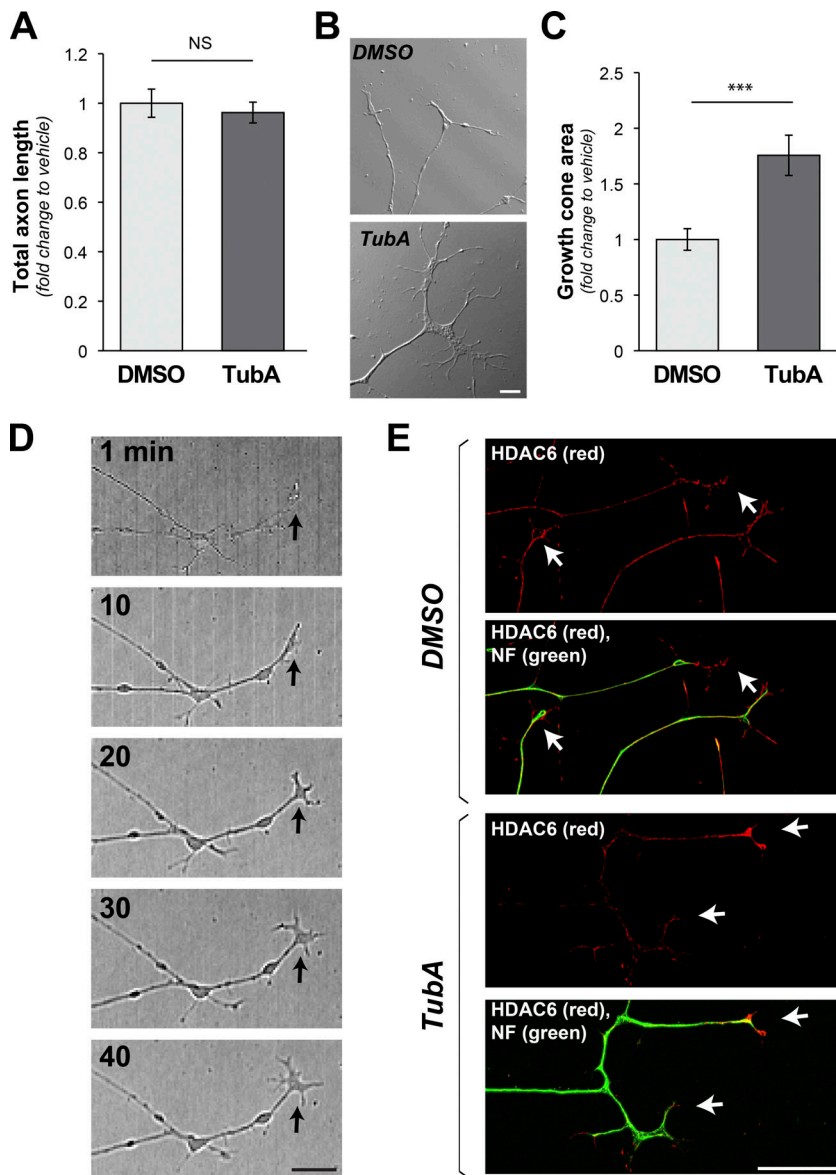 A
NS
Total axon length
(fold change to vehicle)
1.2
1
0.8
0.6
0.4
0.2
0
DMSO TubA
B
DMSO
TubA
C
***
Growth cone area
(fold change to vehicle)
2.5
2
1.5
1
0.5
0
DMSO TubA
D
1 min
10
20
30
40
E
DMSO
HDAC6 (red)
HDAC6 (red),
NF (green)
TubA
HDAC6 (red)
HDAC6 (red),
NF (green)